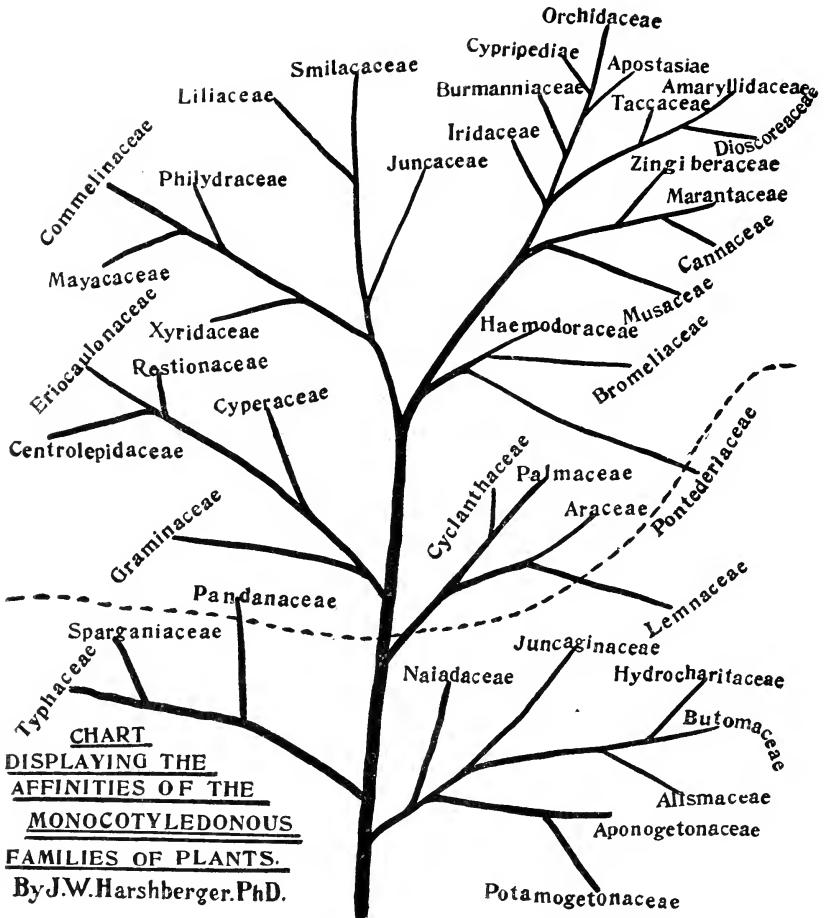 Orchidaceae
Cypripediae
Apostasiae
Smilacaceae
Liliaceae
Burmanniaceae
Amaryllidaceae
Taccaceae
Dioscoreaceae
Iridaceae
Juncaceae
Commelinaceae
Philydraceae
Zingiberaceae
Marantaceae
Cannaceae
Mayacaceae
Musaceae
Xyridaceae
Haemodoraceae
Bromeliaceae
Eriocaulonaceae
Restionaceae
Cyperaceae
Centrolepidaceae
Pontederiaceae
Cyclanthaceae
Palmaceae
Araceae
Graminaceae
Lemnaceae
Pandanaceae
Sparganiaceae
Typhaceae
Juncaginaceae
Naiadaceae
Hydrocharitaceae
Butomaceae
Alismaceae
Aponogetonaceae
Potamogetonaceae
CHART
DISPLAYING THE
AFFINITIES OF THE
MONOCOTYLEDONOUS
FAMILIES OF PLANTS.
By J.W.Harshberger.PhD.